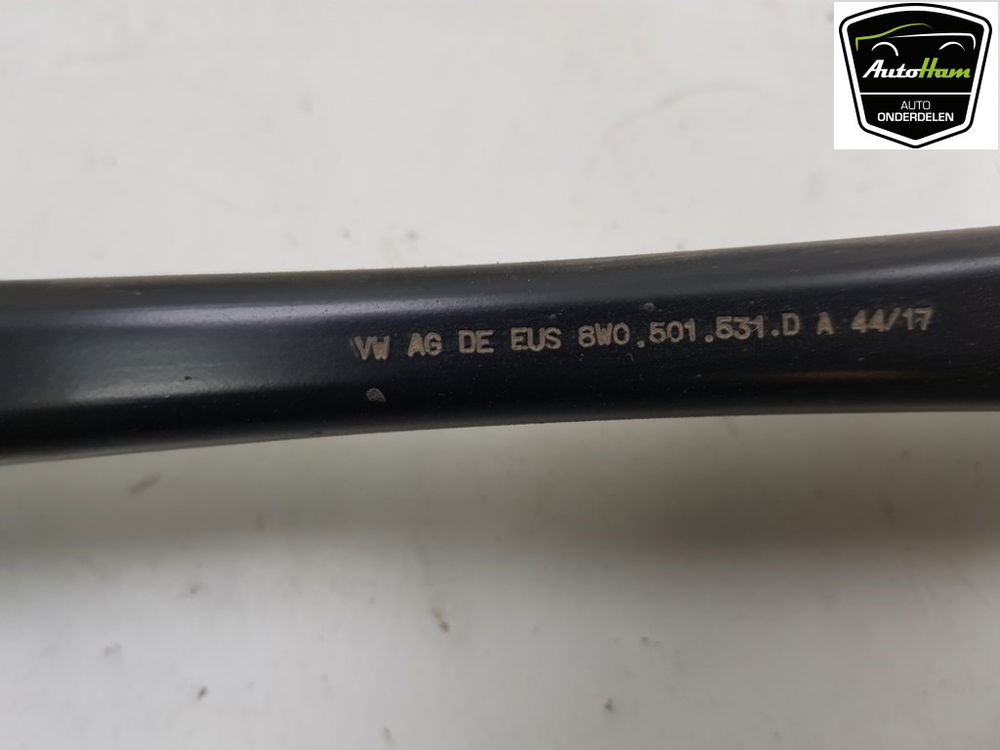 AutoHam
AUTO
ONDERDELEN
VW AG DE EUS 8W0.501.531.D A 44/17